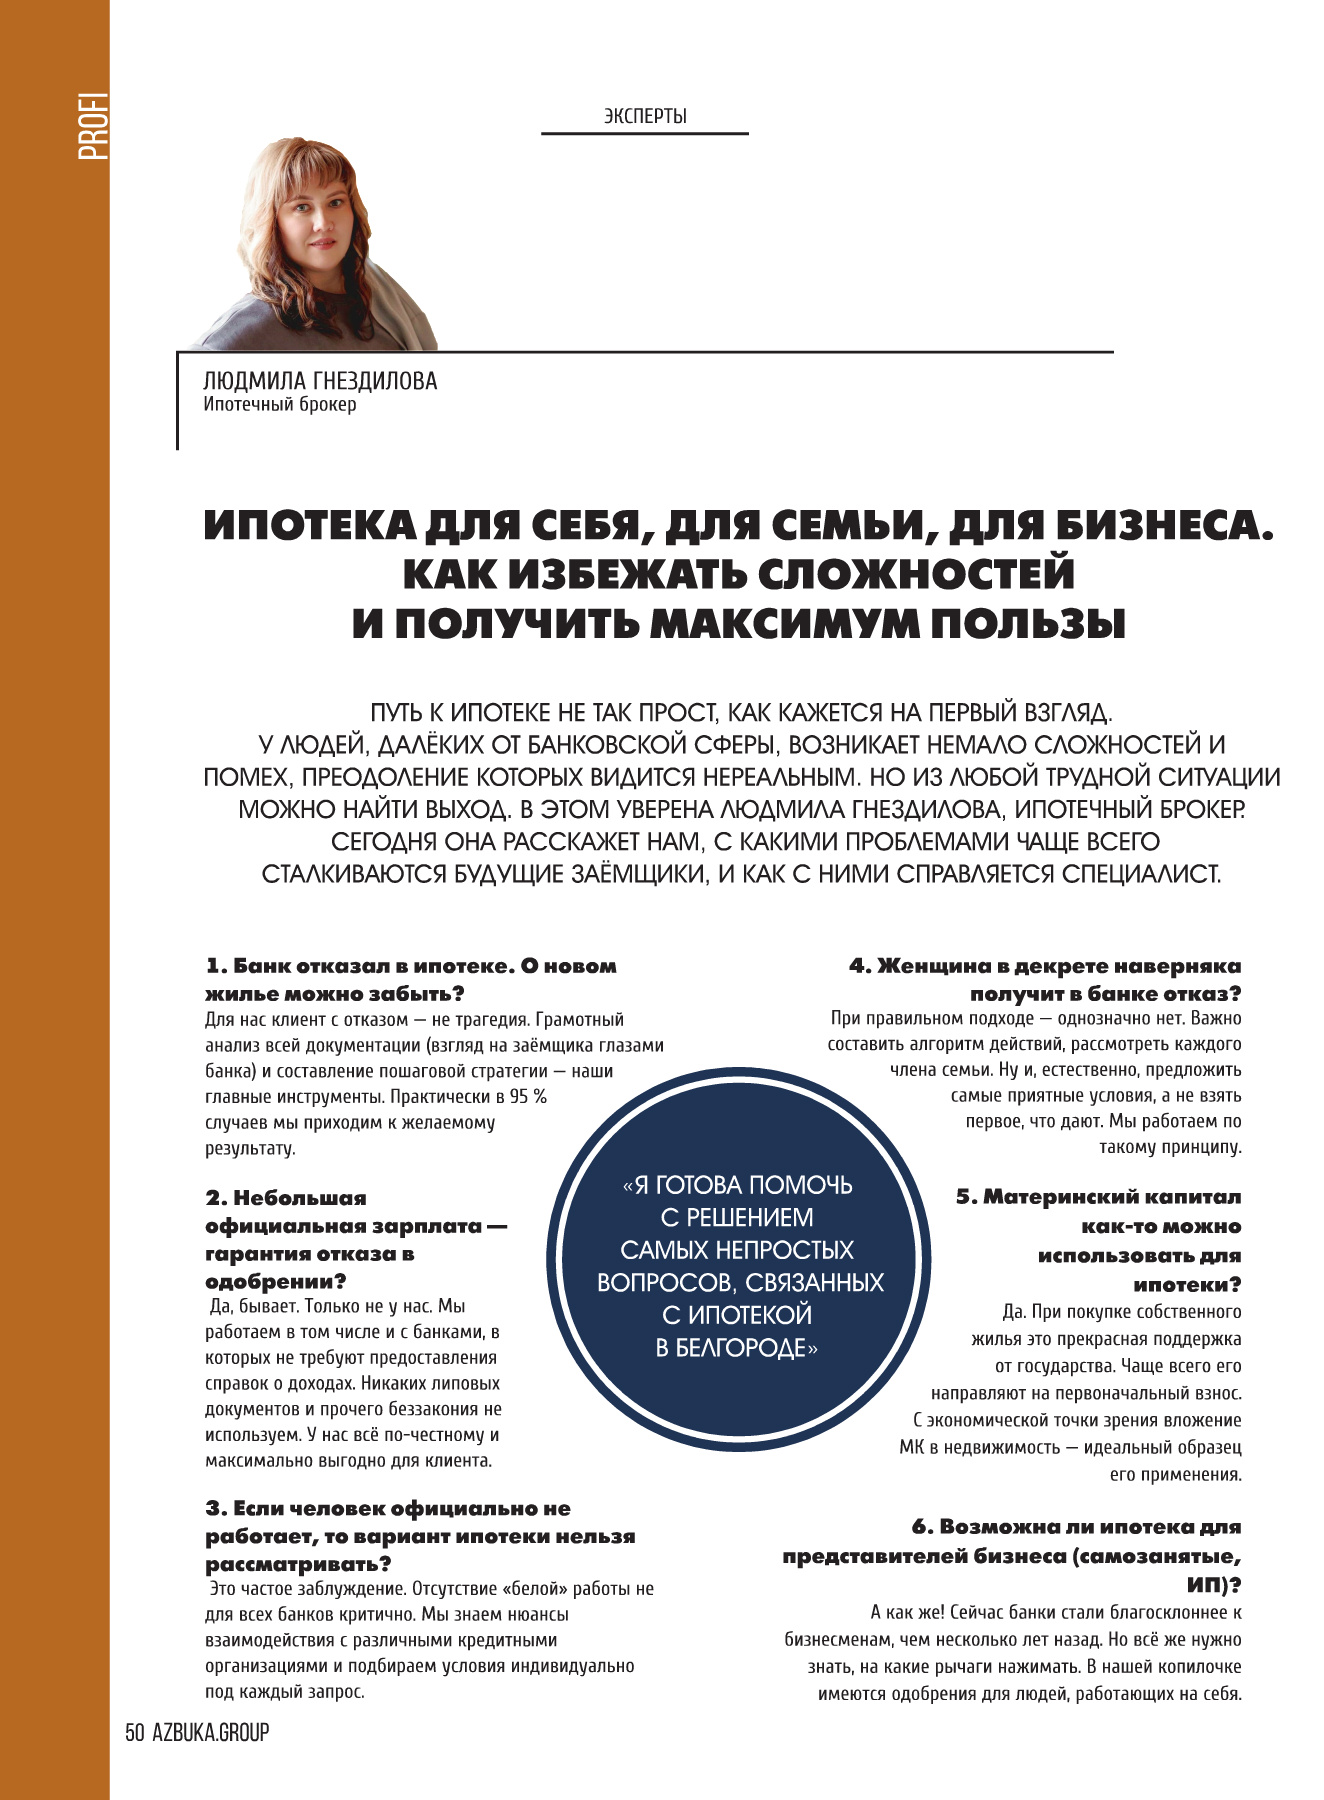 PROFI
ЭКСПЕРТЫ
ЛЮДМИЛА ГНЕЗДИЛОВА
Ипотечный брокер
ИПОТЕКА ДЛЯ СЕБЯ, ДЛЯ СЕМЬИ, ДЛЯ БИЗНЕСА.
КАК ИЗБЕЖАТЬ СЛОЖНОСТЕЙ
И ПОЛУЧИТЬ МАКСИМУМ ПОЛЬЗЫ
ПУТЬ К ИПОТЕКЕ НЕ ТАК ПРОСТ, КАК КАЖЕТСЯ НА ПЕРВЫЙ ВЗГЛЯД.
У ЛЮДЕЙ, ДАЛЁКИХ ОТ БАНКОВСКОЙ СФЕРЫ, ВОЗНИКАЕТ НЕМАЛО СЛОЖНОСТЕЙ И
ПОМЕХ, ПРЕОДОЛЕНИЕ КОТОРЫХ ВИДИТСЯ НЕРЕАЛЬНЫМ. НО ИЗ ЛЮБОЙ ТРУДНОЙ СИТУАЦИИ
МОЖНО НАЙТИ ВЫХОД. В ЭТОМ УВЕРЕНА ЛЮДМИЛА ГНЕЗДИЛОВА, ИПОТЕЧНЫЙ БРОКЕР.
СЕГОДНЯ ОНА РАССКАЖЕТ НАМ, С КАКИМИ ПРОБЛЕМАМИ ЧАЩЕ ВСЕГО
СТАЛКИВАЮТСЯ БУДУЩИЕ ЗАЁМЩИКИ, И КАК С НИМИ СПРАВЛЯЕТСЯ СПЕЦИАЛИСТ.
1. Банк отказал в ипотеке. О новом
жилье можно забыть?
Для нас клиент с отказом — не трагедия. Грамотный
анализ всей документации (взгляд на заёмщика глазами
банка) и составление пошаговой стратегии — наши
главные инструменты. Практически в 95 %
случаев мы приходим к желаемому
результату.
2. Небольшая
официальная зарплата —
гарантия отказа в
одобрении?
Да, бывает. Только не у нас. Мы
работаем в том числе и с банками, в
которых не требуют предоставления
справок о доходах. Никаких липовых
документов и прочего беззакония не
используем. У нас всё по-честному и
максимально выгодно для клиента.
3. Если человек официально не
работает, то вариант ипотеки нельзя
рассматривать?
Это частое заблуждение. Отсутствие «белой» работы не
для всех банков критично. Мы знаем нюансы
взаимодействия с различными кредитными
организациями и подбираем условия индивидуально
под каждый запрос.
«Я ГОТОВА ПОМОЧЬ
С РЕШЕНИЕМ
САМЫХ НЕПРОСТЫХ
ВОПРОСОВ, СВЯЗАННЫХ
С ИПОТЕКОЙ
В БЕЛГОРОДЕ»
4. Женщина в декрете наверняка
получит в банке отказ?
При правильном подходе — однозначно нет. Важно
составить алгоритм действий, рассмотреть каждого
члена семьи. Ну и, естественно, предложить
самые приятные условия, а не взять
первое, что дают. Мы работаем по
такому принципу.
5. Материнский капитал
как-то можно
использовать для
ипотеки?
Да. При покупке собственного
жилья это прекрасная поддержка
от государства. Чаще всего его
направляют на первоначальный взнос.
С экономической точки зрения вложение
МК в недвижимость — идеальный образец
его применения.
6. Возможна ли ипотека для
представителей бизнеса (самозанятые,
ИП)?
А как же! Сейчас банки стали благосклоннее к
бизнесменам, чем несколько лет назад. Но всё же нужно
знать, на какие рычаги нажимать. В нашей копилочке
имеются одобрения для людей, работающих на себя.
50 AZBUKA.GROUP